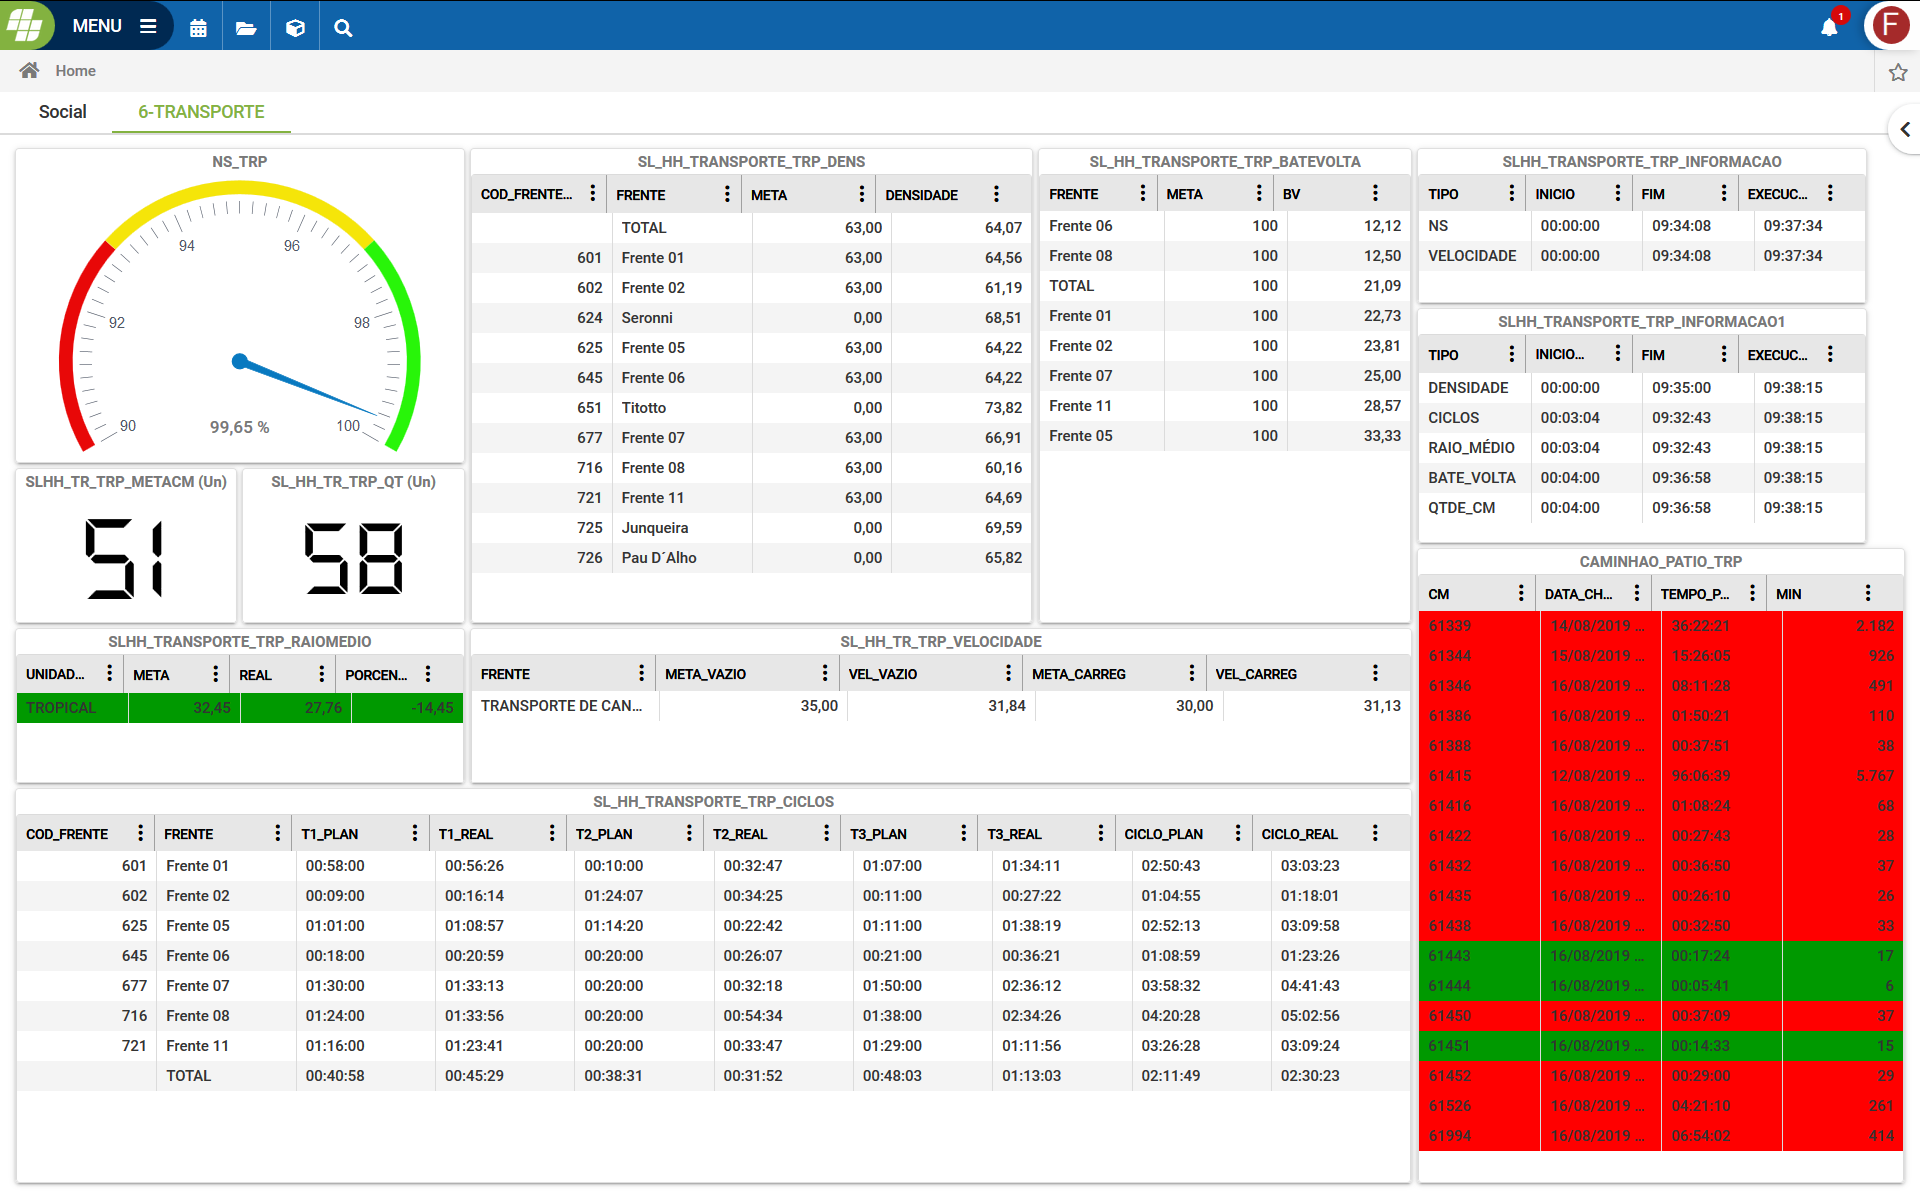 MENU
1
F
Home
Social
6-TRANSPORTE
NS_TRP
90
92
94
96
98
100
99,65 %
SLHH_TR_TRP_METACM (Un)
51
SL_HH_TR_TRP_QT (Un)
58
SL_HH_TRANSPORTE_TRP_DENS
COD_FRENTE... FRENTE META DENSIDADE
TOTAL 63,00 64,07
601 Frente 01 63,00 64,56
602 Frente 02 63,00 61,19
624 Seronni 0,00 68,51
625 Frente 05 63,00 64,22
645 Frente 06 63,00 64,22
651 Titotto 0,00 73,82
677 Frente 07 63,00 66,91
716 Frente 08 63,00 60,16
721 Frente 11 63,00 64,69
725 Junqueira 0,00 69,59
726 Pau D´Alho 0,00 65,82
SL_HH_TRANSPORTE_TRP_BATEVOLTA
FRENTE META BV
Frente 06 100 12,12
Frente 08 100 12,50
TOTAL 100 21,09
Frente 01 100 22,73
Frente 02 100 23,81
Frente 07 100 25,00
Frente 11 100 28,57
Frente 05 100 33,33
SLHH_TRANSPORTE_TRP_INFORMACAO
TIPO INICIO FIM EXECUC...
NS 00:00:00 09:34:08 09:37:34
VELOCIDADE 00:00:00 09:34:08 09:37:34
SLHH_TRANSPORTE_TRP_INFORMACAO1
TIPO INICIO... FIM EXECUC...
DENSIDADE 00:00:00 09:35:00 09:38:15
CICLOS 00:03:04 09:32:43 09:38:15
RAIO_MÉDIO 00:03:04 09:32:43 09:38:15
BATE_VOLTA 00:04:00 09:36:58 09:38:15
QTDE_CM 00:04:00 09:36:58 09:38:15
SLHH_TRANSPORTE_TRP_RAIOMEDIO
UNIDAD... META REAL PORCEN...
TROPICAL 32,45 27,76 -14,45
SL_HH_TR_TRP_VELOCIDADE
FRENTE META_VAZIO VEL_VAZIO META_CARREG VEL_CARREG
TRANSPORTE DE CAN... 35,00 31,84 30,00 31,13
CAMINHAO_PATIO_TRP
CM DATA_CH... TEMPO_P... MIN
61339 14/08/2019 ... 36:22:21 2.182
61344 15/08/2019 ... 15:26:05 926
61346 16/08/2019 ... 08:11:28 491
61386 16/08/2019 ... 01:50:21 110
61388 16/08/2019 ... 00:37:51 38
61415 12/08/2019 ... 96:06:39 5.767
61416 16/08/2019 ... 01:08:24 68
61422 16/08/2019 ... 00:27:43 28
61432 16/08/2019 ... 00:36:50 37
61435 16/08/2019 ... 00:26:10 26
61438 16/08/2019 ... 00:32:50 33
61443 16/08/2019 ... 00:17:24 17
61444 16/08/2019 ... 00:05:41 6
61450 16/08/2019 ... 00:37:09 37
61451 16/08/2019 ... 00:14:33 15
61452 16/08/2019 ... 00:29:00 29
61526 16/08/2019 ... 04:21:10 261
61994 16/08/2019 ... 06:54:02 414
SL_HH_TRANSPORTE_TRP_CICLOS
COD_FRENTE FRENTE T1_PLAN T1_REAL T2_PLAN T2_REAL T3_PLAN T3_REAL CICLO_PLAN CICLO_REAL
601 Frente 01 00:58:00 00:56:26 00:10:00 00:32:47 01:07:00 01:34:11 02:50:43 03:03:23
602 Frente 02 00:09:00 00:16:14 01:24:07 00:34:25 00:11:00 00:27:22 01:04:55 01:18:01
625 Frente 05 01:01:00 01:08:57 01:14:20 00:22:42 01:11:00 01:38:19 02:52:13 03:09:58
645 Frente 06 00:18:00 00:20:59 00:20:00 00:26:07 00:21:00 00:36:21 01:08:59 01:23:26
677 Frente 07 01:30:00 01:33:13 00:20:00 00:32:18 01:50:00 02:36:12 03:58:32 04:41:43
716 Frente 08 01:24:00 01:33:56 00:20:00 00:54:34 01:38:00 02:34:26 04:20:28 05:02:56
721 Frente 11 01:16:00 01:23:41 00:20:00 00:33:47 01:29:00 01:11:56 03:26:28 03:09:24
TOTAL 00:40:58 00:45:29 00:38:31 00:31:52 00:48:03 01:13:03 02:11:49 02:30:23